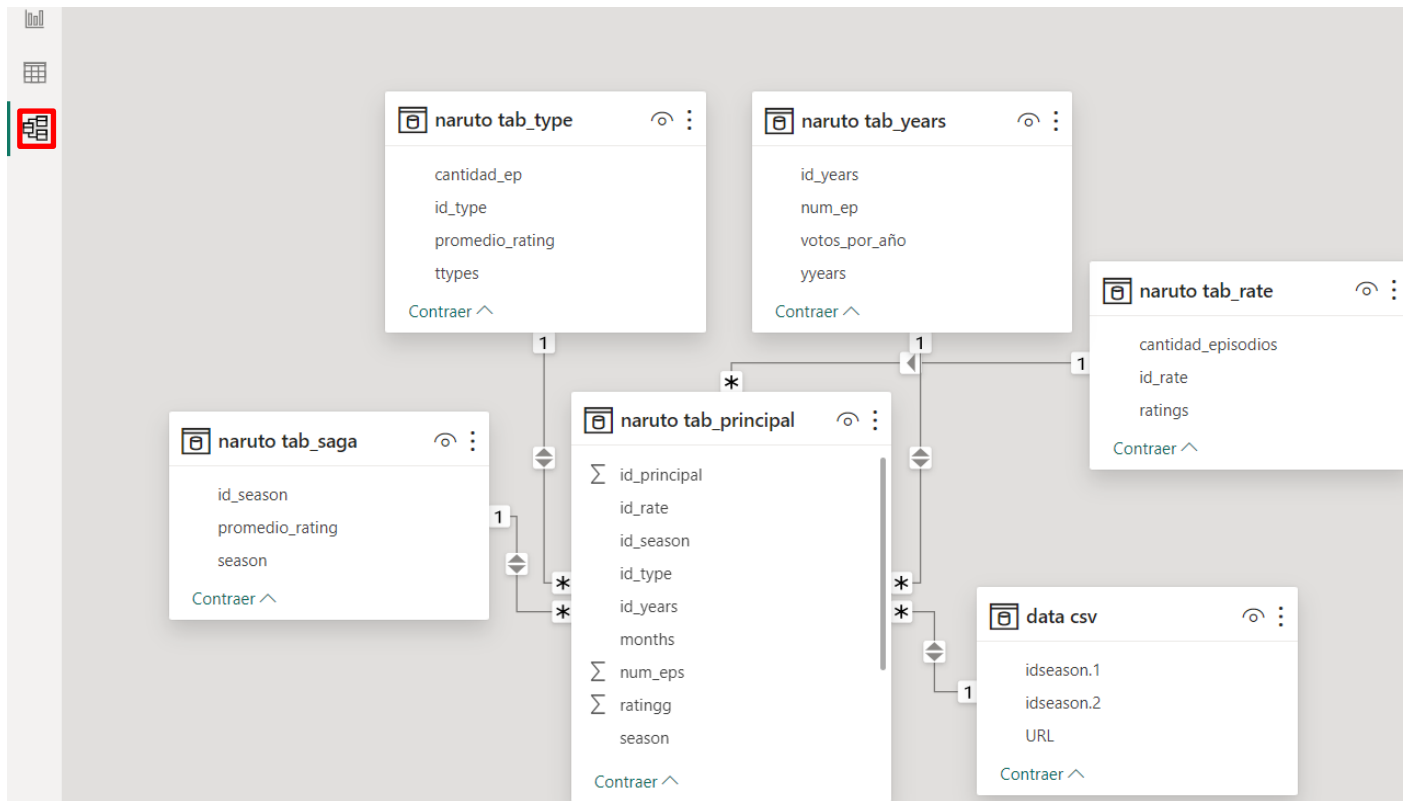 naruto tab_type
cantidad_ep
id_type
promedio_rating
ttypes
Contraer
1
naruto tab_years
id_years
num_ep
votos_por_año
yyears
Contraer
1
naruto tab_rate
cantidad_episodios
id_rate
ratings
Contraer
1
*
naruto tab_saga
id_season
promedio_rating
season
Contraer
1
naruto tab_principal
Σ id_principal
id_rate
id_season
id_type
id_years
months
Σ num_eps
Σ ratingg
season
Contraer
*
*
*
*
data csv
idseason.1
idseason.2
URL
Contraer
1